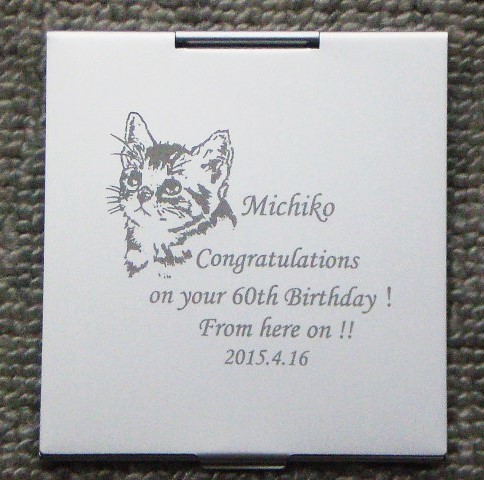 Michiko
Congratulations
on your 60th Birthday !
From here on !!
2015.4.16